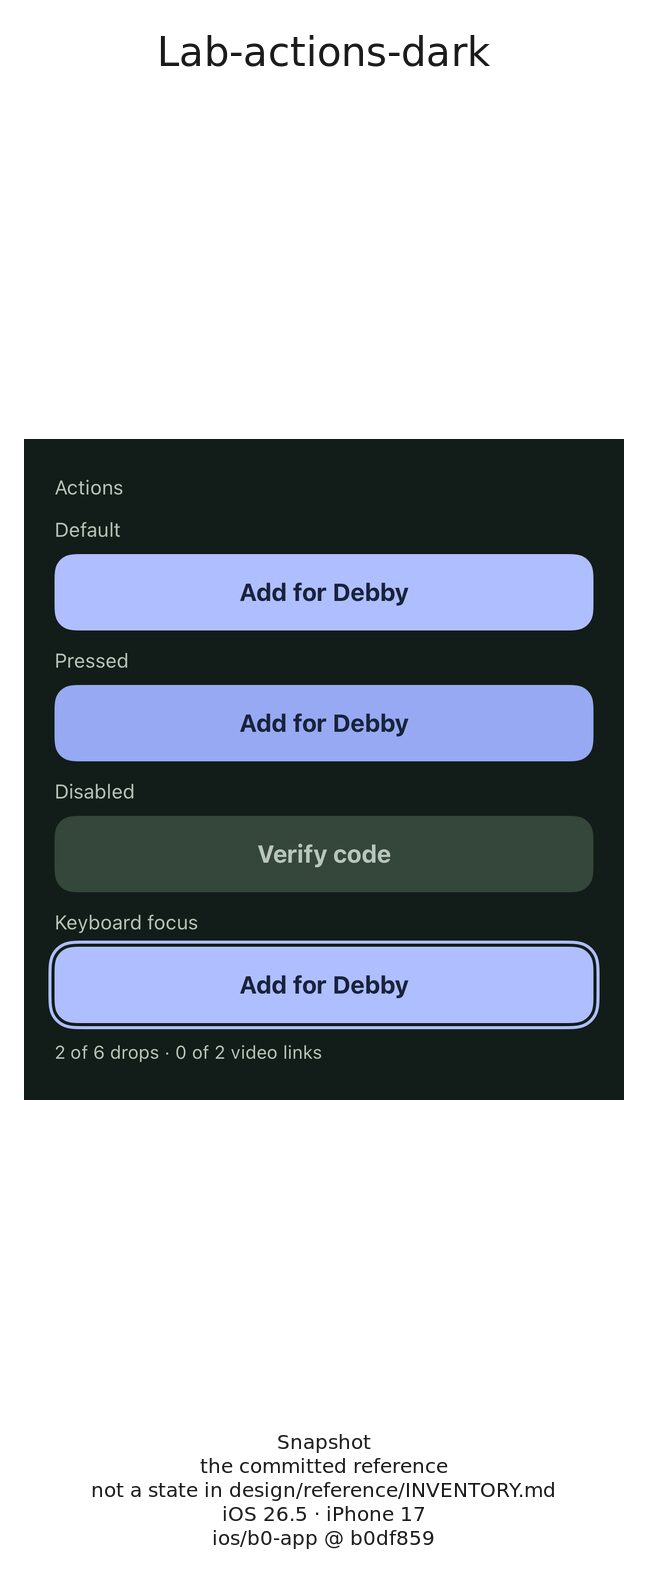 Lab-actions-dark
Actions
Default
Add for Debby
Pressed
Add for Debby
Disabled
Verify code
Keyboard focus
Add for Debby
2 of 6 drops · 0 of 2 video links
Snapshot
the committed reference
not a state in design/reference/INVENTORY.md
iOS 26.5 · iPhone 17
ios/b0-app @ b0df859